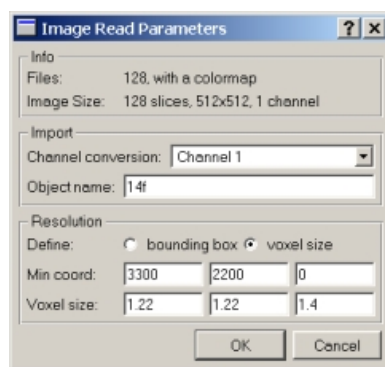 Image Read Parameters
Info
Files: 128, with a colormap
Image Size: 128 slices, 512x512, 1 channel
Import
Channel conversion: Channel 1
Object name: 14f
Resolution
Define: bounding box voxel size
Min coord: 3300 2200 0
Voxel size: 1.22 1.22 1.4
OK Cancel